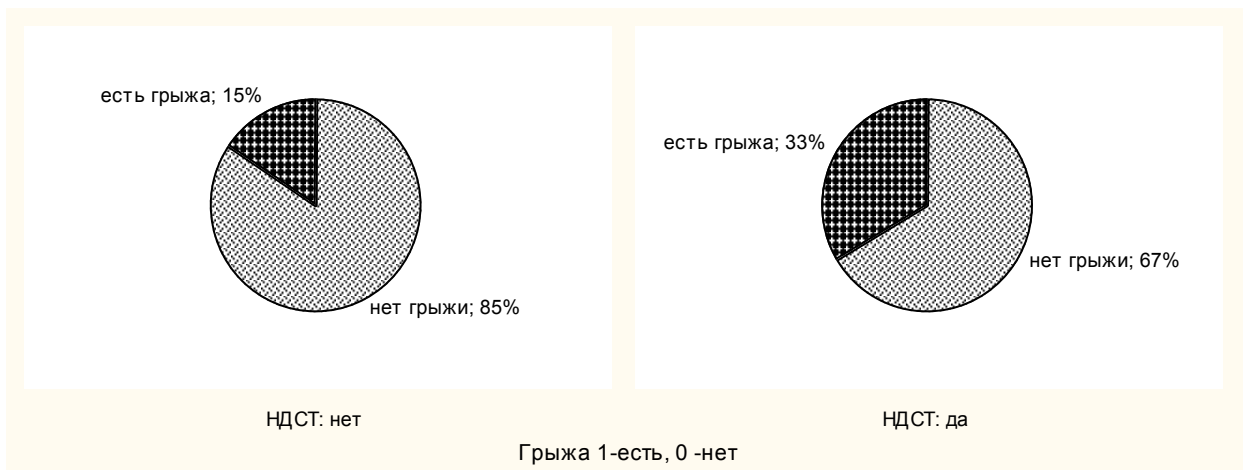 есть грыжа; 15%
нет грыжи; 85%
НДСТ: нет
есть грыжа; 33%
нет грыжи; 67%
НДСТ: да
Грыжа 1-есть, 0 -нет